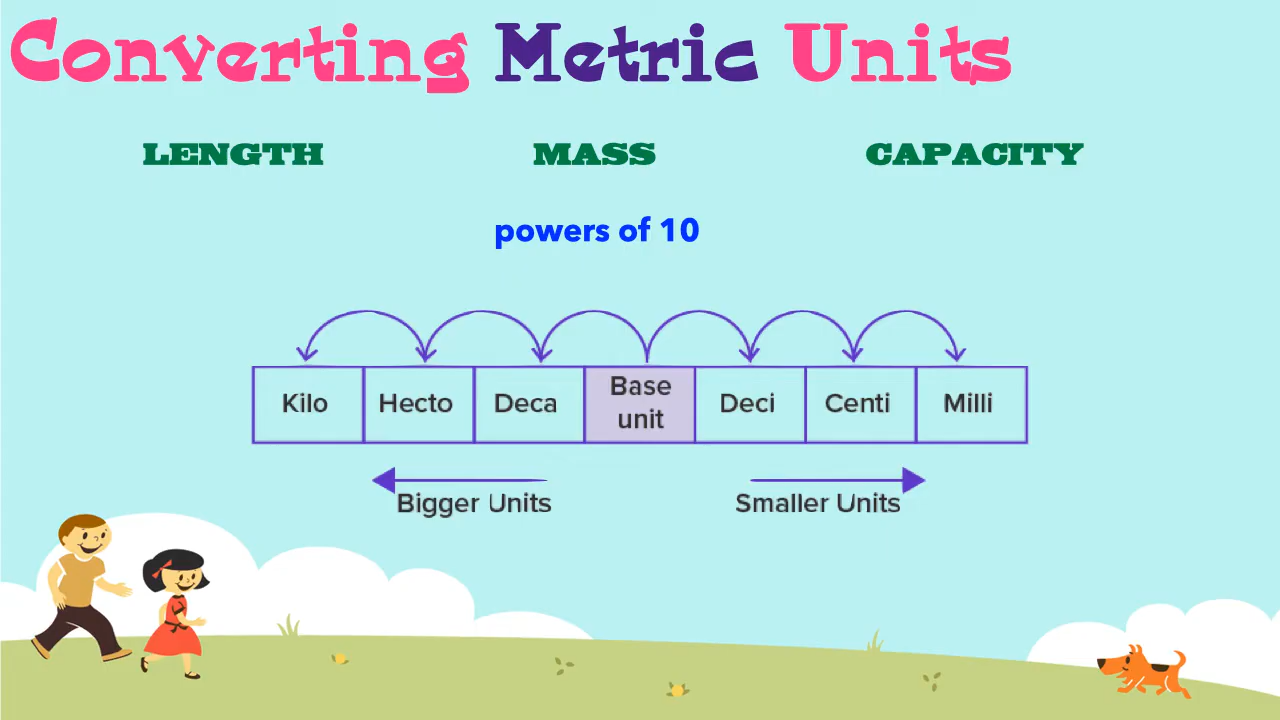 Converting Metric Units
LENGTH MASS CAPACITY
powers of 10
Kilo Hecto Deca Base unit Deci Centi Milli
Bigger Units Smaller Units